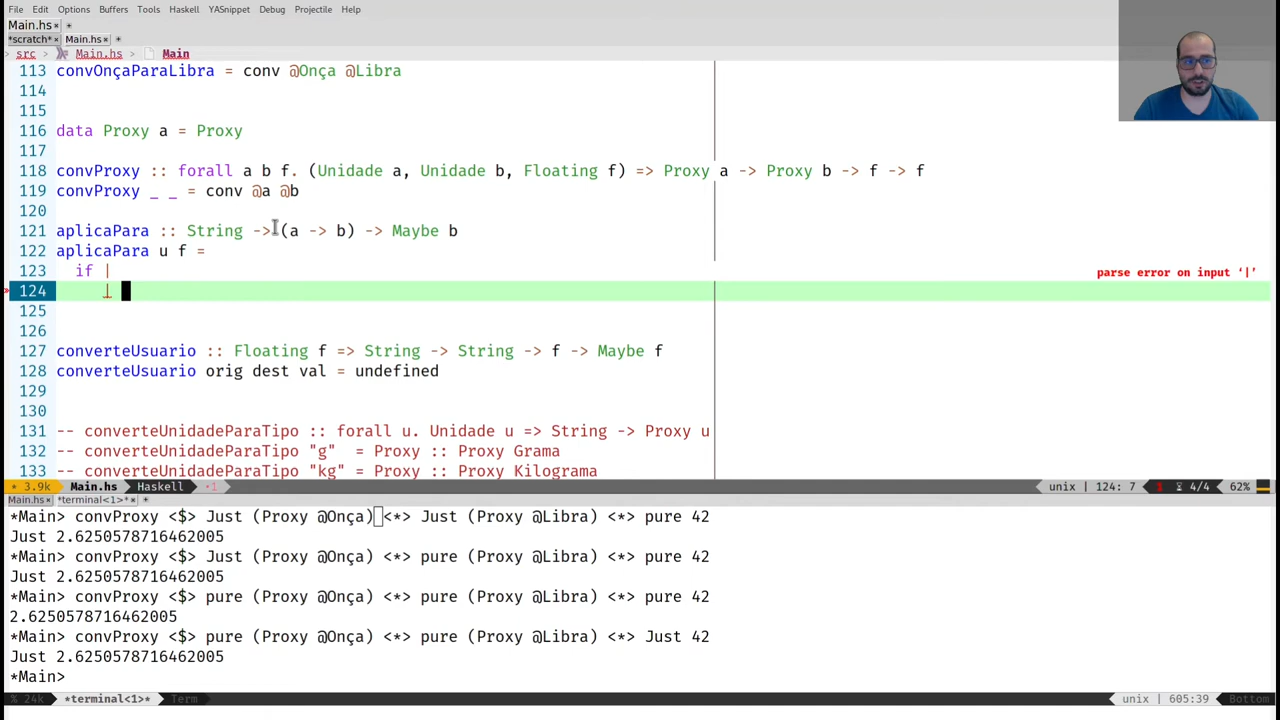 File Edit Options Buffers Tools Haskell YASnippet Debug Projectile Help
Main.hs× +
*scratch*× Main.hs× +
> src > Main.hs > Main
113 convOnçaParaLibra = conv @Onça @Libra
114
115
116 data Proxy a = Proxy
117
118 convProxy :: forall a b f. (Unidade a, Unidade b, Floating f) => Proxy a -> Proxy b -> f -> f
119 convProxy _ _ = conv @a @b
120
121 aplicaPara :: String -> (a -> b) -> Maybe b
122 aplicaPara u f =
123 if | parse error on input ‘|’
» 124 |
125
126
127 converteUsuario :: Floating f => String -> String -> f -> Maybe f
128 converteUsuario orig dest val = undefined
129
130
131 -- converteUnidadeParaTipo :: forall u. Unidade u => String -> Proxy u
132 -- converteUnidadeParaTipo "g" = Proxy :: Proxy Grama
133 -- converteUnidadeParaTipo "kg" = Proxy :: Proxy Kilograma
* 3.9k Main.hs Haskell •1 unix | 124: 7 4/4 62%
Main.hs× *terminal<1>*× +
*Main> convProxy <$> Just (Proxy @Onça) <*> Just (Proxy @Libra) <*> pure 42
Just 2.6250578716462005
*Main> convProxy <$> Just (Proxy @Onça) <*> pure (Proxy @Libra) <*> pure 42
Just 2.6250578716462005
*Main> convProxy <$> pure (Proxy @Onça) <*> pure (Proxy @Libra) <*> pure 42
2.6250578716462005
*Main> convProxy <$> pure (Proxy @Onça) <*> pure (Proxy @Libra) <*> Just 42
Just 2.6250578716462005
*Main>
% 24k *terminal<1>* Term unix | 605:39 Bottom